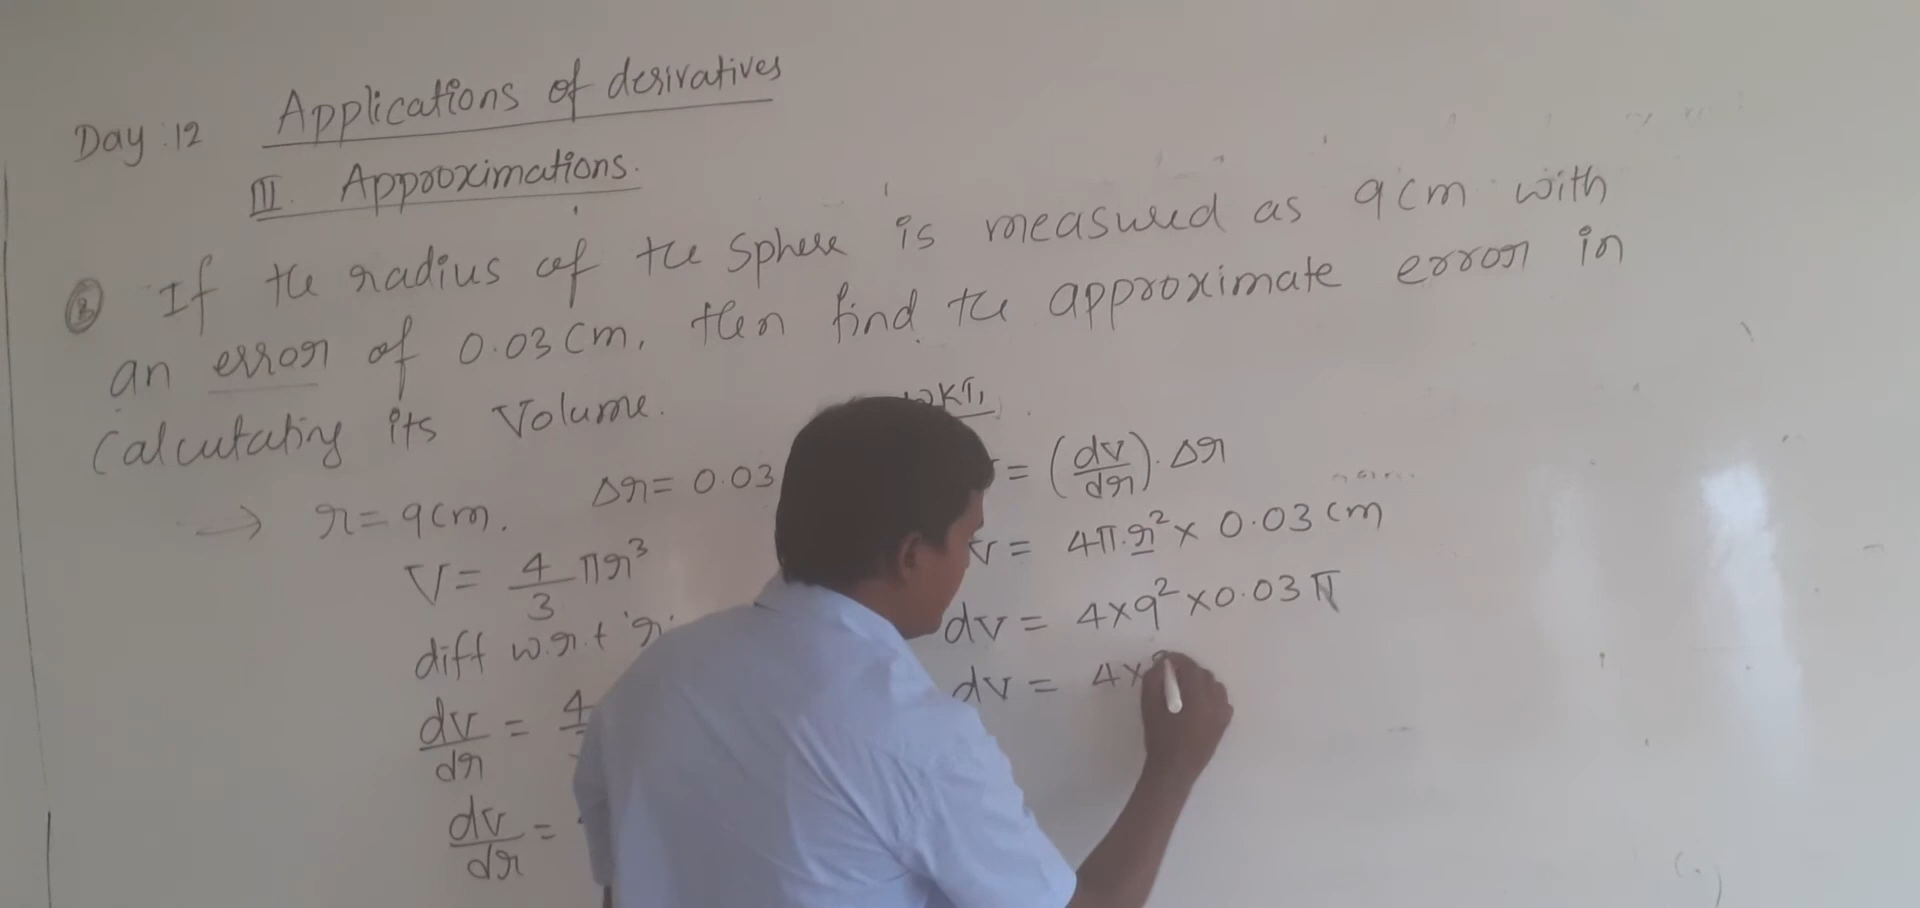 Day : 12
Applications of derivatives
III. Approximations.
③ If the radius of the sphere is measured as 9cm with
an error of 0.03 cm, then find the approximate error in
Calculating its Volume.
→ r = 9cm. Δr = 0.03
V = 4/3 πr³
diff w.r.t 'r'
dv/dr = 4
dv/dr =
WKT,
= (dv/dr). Δr
v = 4π.r² × 0.03 cm
dv = 4×9²×0.03 π
dv = 4×